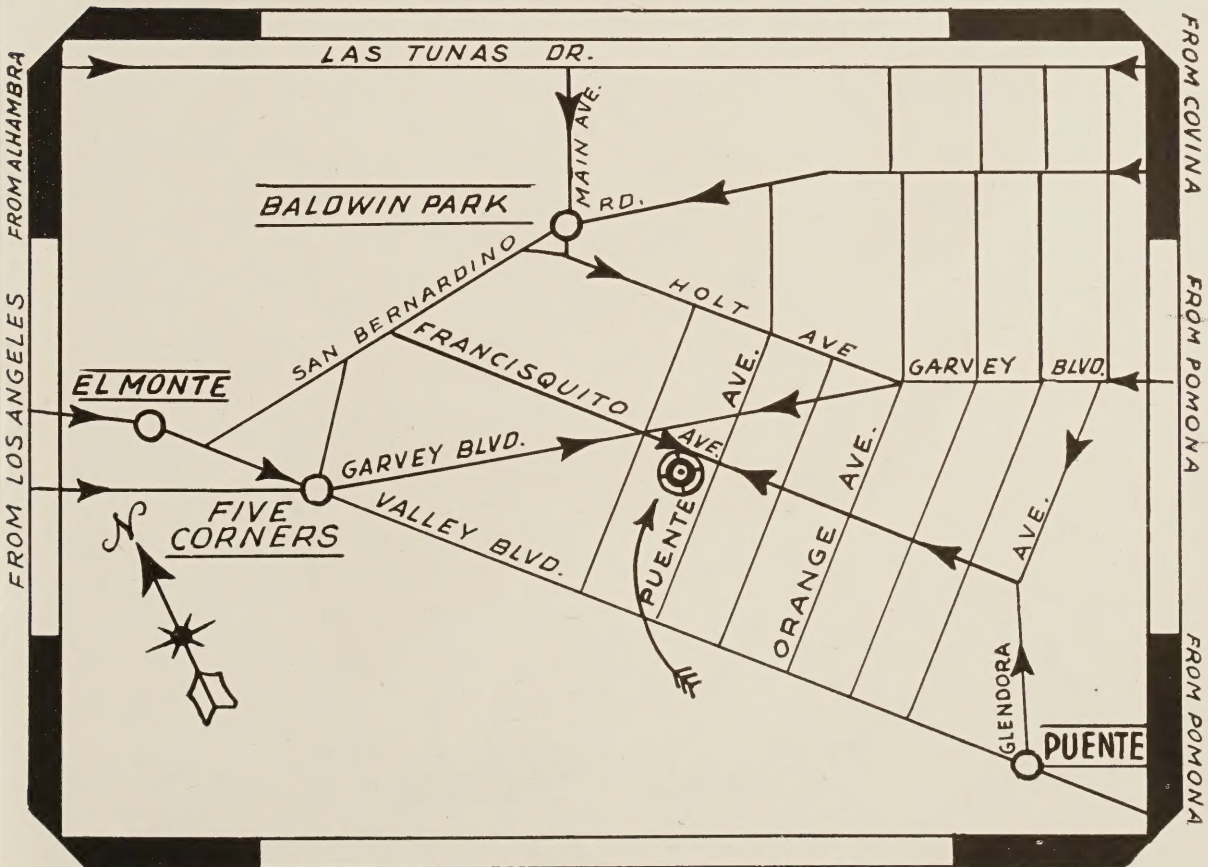 LAS TUNAS DR.
FROM ALHAMBRA
FROM COVINA
MAIN AVE.
BALDWIN PARK
RD.
SAN BERNARDINO
HOLT AVE
FRANCISQUITO AVE.
GARVEY BLVD.
EL MONTE
FROM LOS ANGELES
FROM POMONA
GARVEY BLVD.
FIVE
CORNERS
VALLEY BLVD.
PUENTE AVE.
ORANGE AVE.
GLENDORA AVE.
N
PUENTE
FROM POMONA